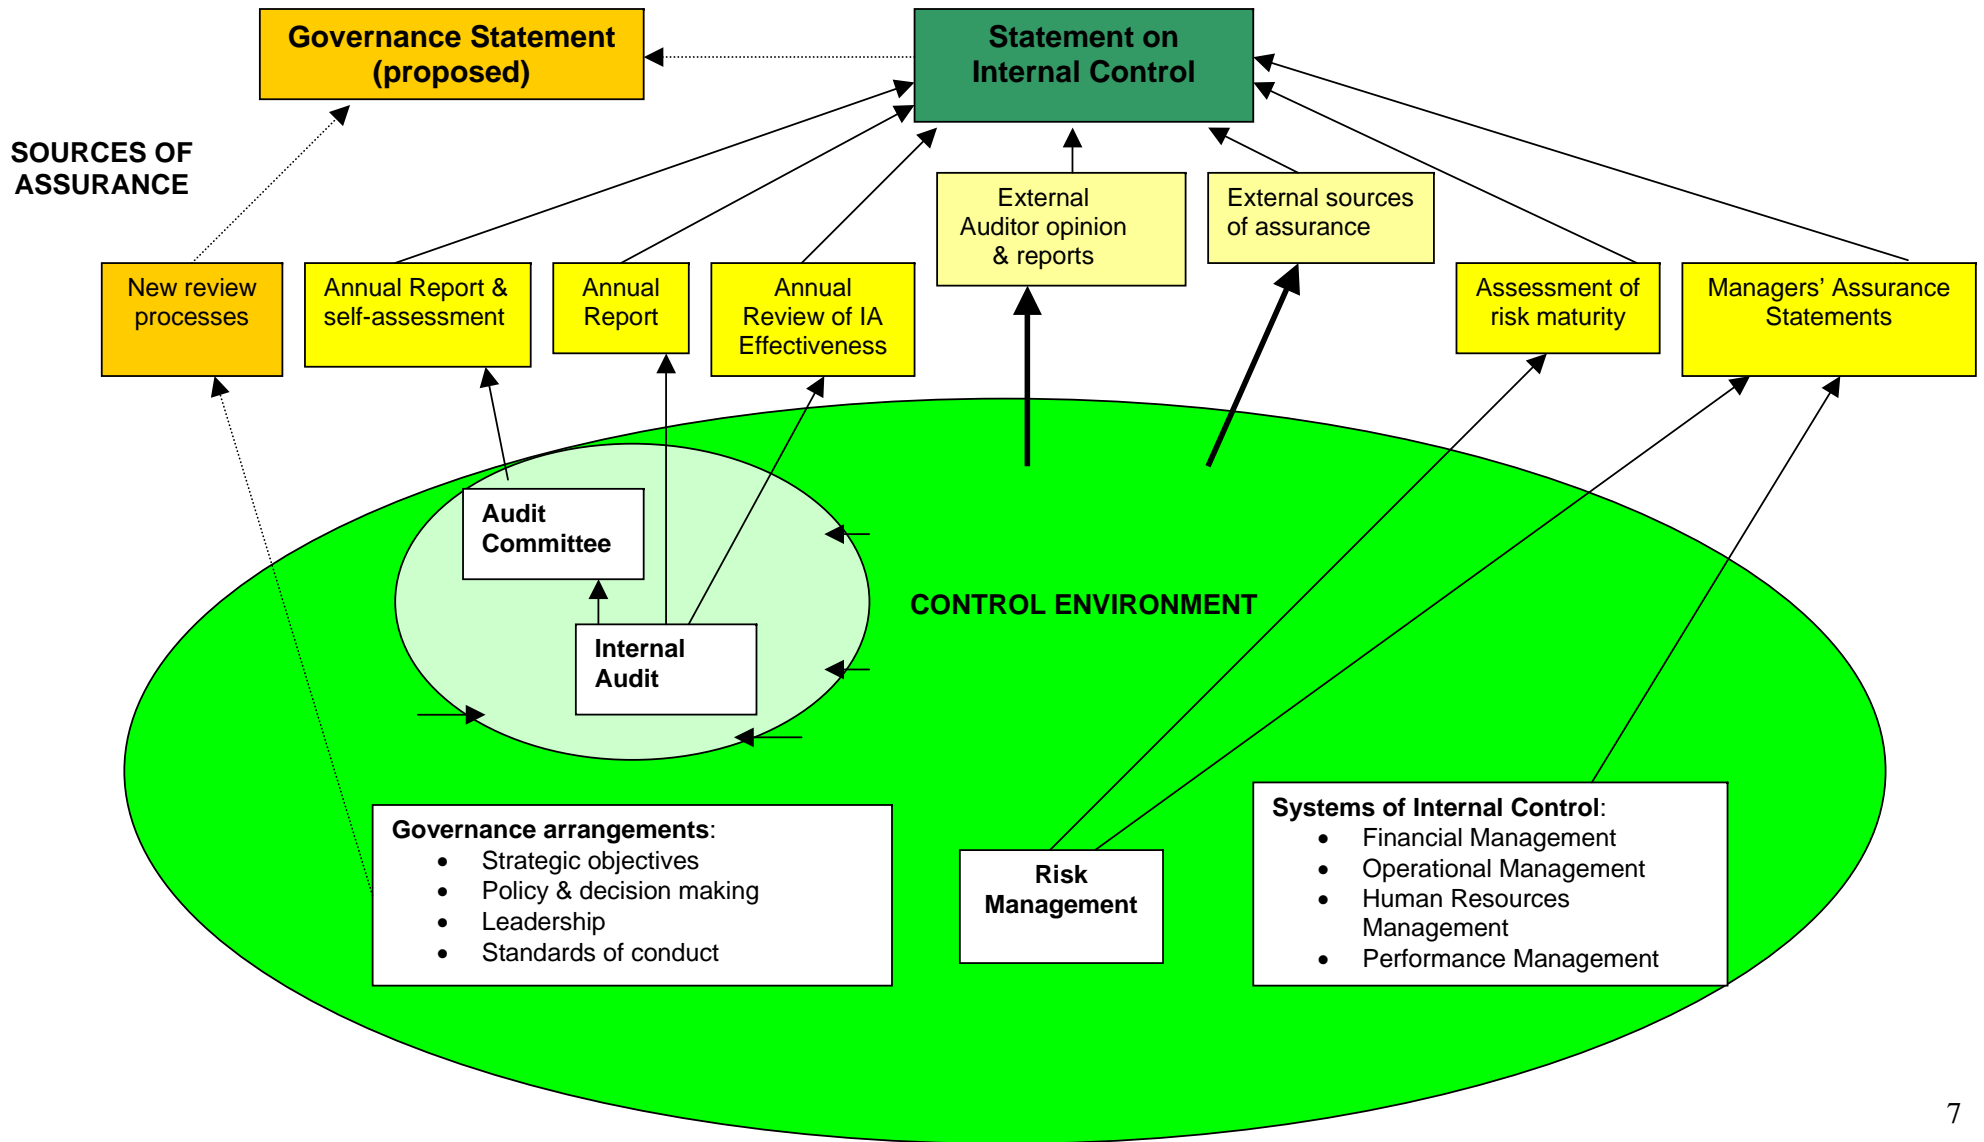 Governance Statement
(proposed)
Statement on
Internal Control
SOURCES OF
ASSURANCE
New review
processes
Annual Report &
self-assessment
Annual
Report
Annual
Review of IA
Effectiveness
External
Auditor opinion
& reports
External sources
of assurance
Assessment of
risk maturity
Managers’ Assurance
Statements
Audit
Committee
Internal
Audit
CONTROL ENVIRONMENT
Governance arrangements:
• Strategic objectives
• Policy & decision making
• Leadership
• Standards of conduct
Risk
Management
Systems of Internal Control:
• Financial Management
• Operational Management
• Human Resources
Management
• Performance Management
7